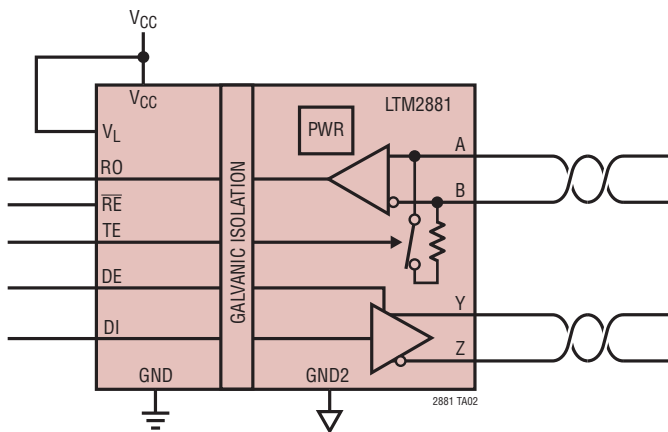 VCC
VCC
LTM2881
VL
PWR
A
RO
B
RE
TE
GALVANIC ISOLATION
DE
Y
DI
Z
GND
GND2
2881 TA02